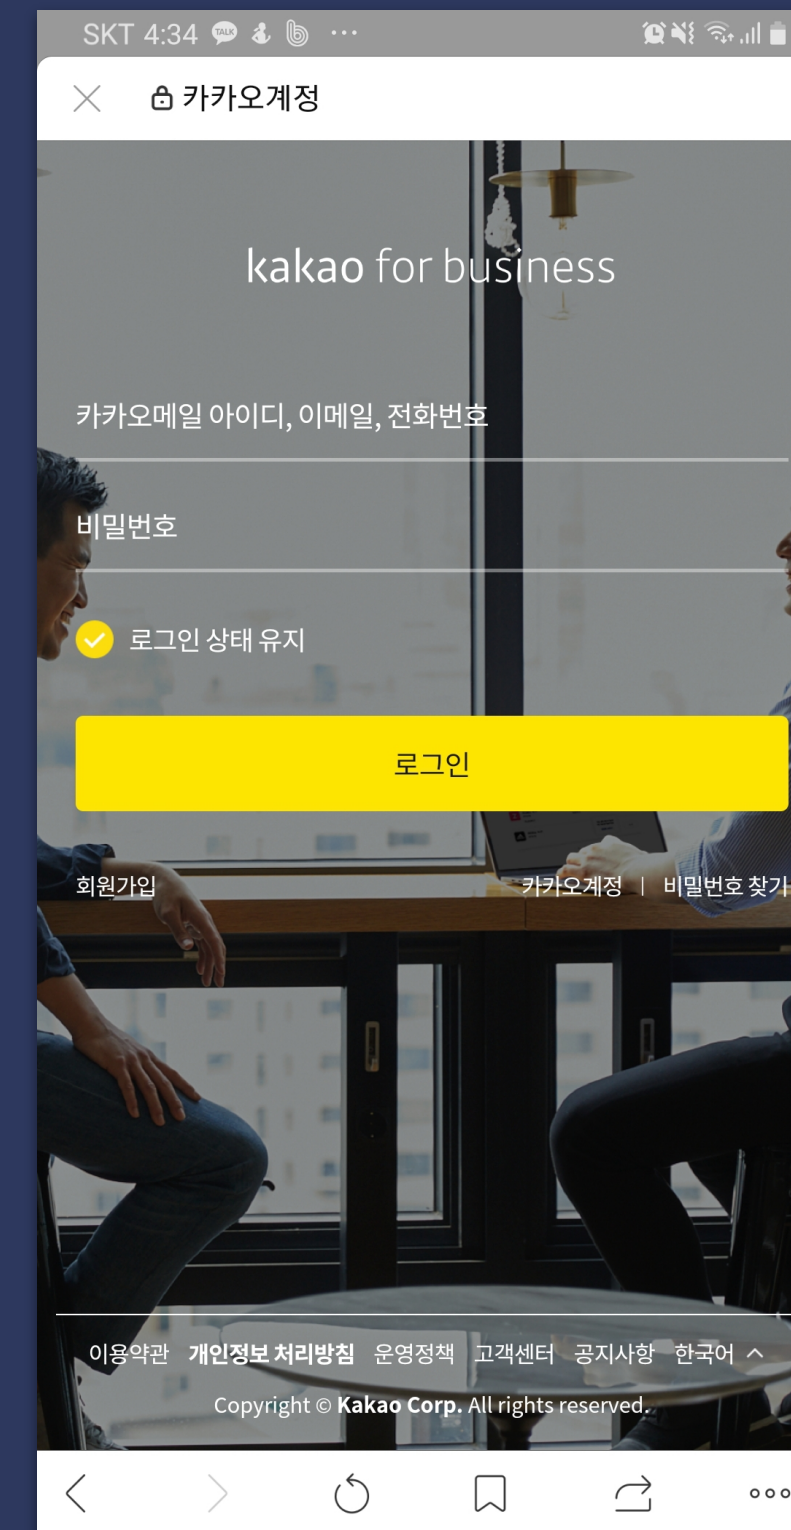 SKT 4:34 TALK
카카오계정
kakao for business
카카오메일 아이디, 이메일, 전화번호
비밀번호
로그인 상태 유지
로그인
회원가입 카카오계정 | 비밀번호 찾기
이용약관 개인정보 처리방침 운영정책 고객센터 공지사항 한국어
Copyright © Kakao Corp. All rights reserved.